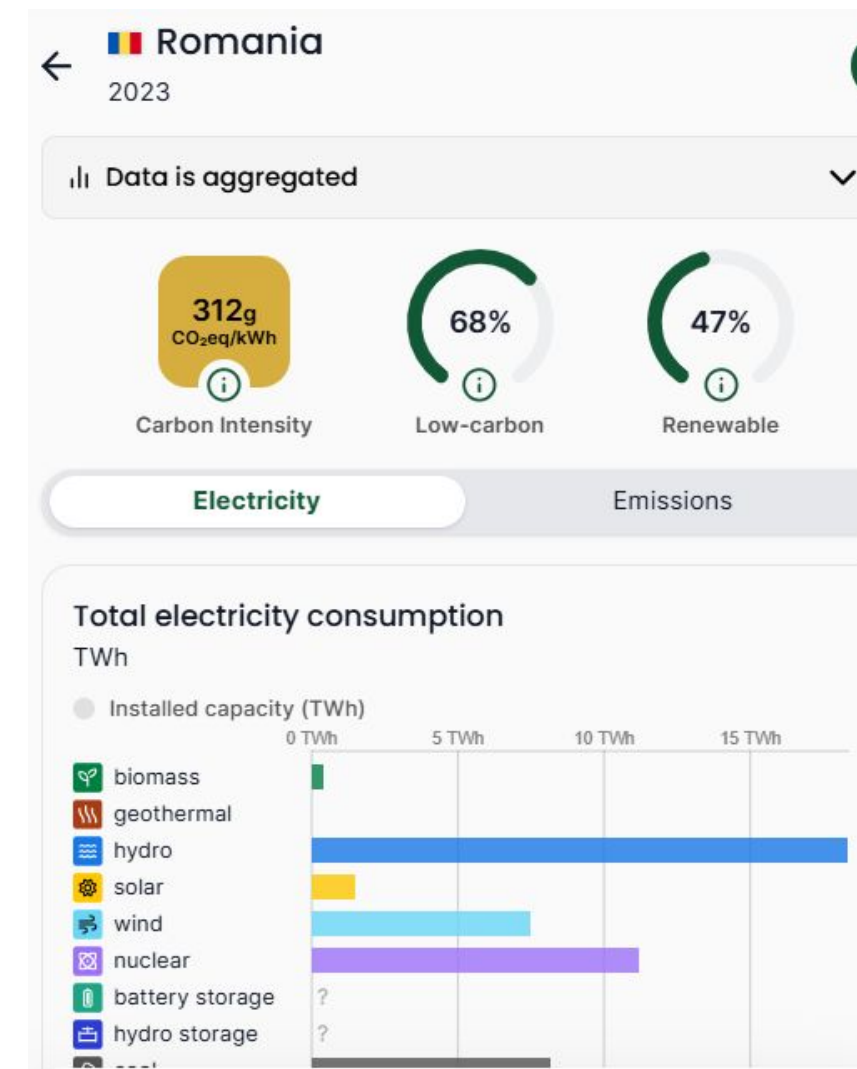 Romania
2023
Data is aggregated
312g
CO₂eq/kWh
68%
47%
Carbon Intensity
Low-carbon
Renewable
Electricity
Emissions
Total electricity consumption
TWh
Installed capacity (TWh)
0 TWh 5 TWh 10 TWh 15 TWh
biomass
geothermal
hydro
solar
wind
nuclear
battery storage ?
hydro storage ?